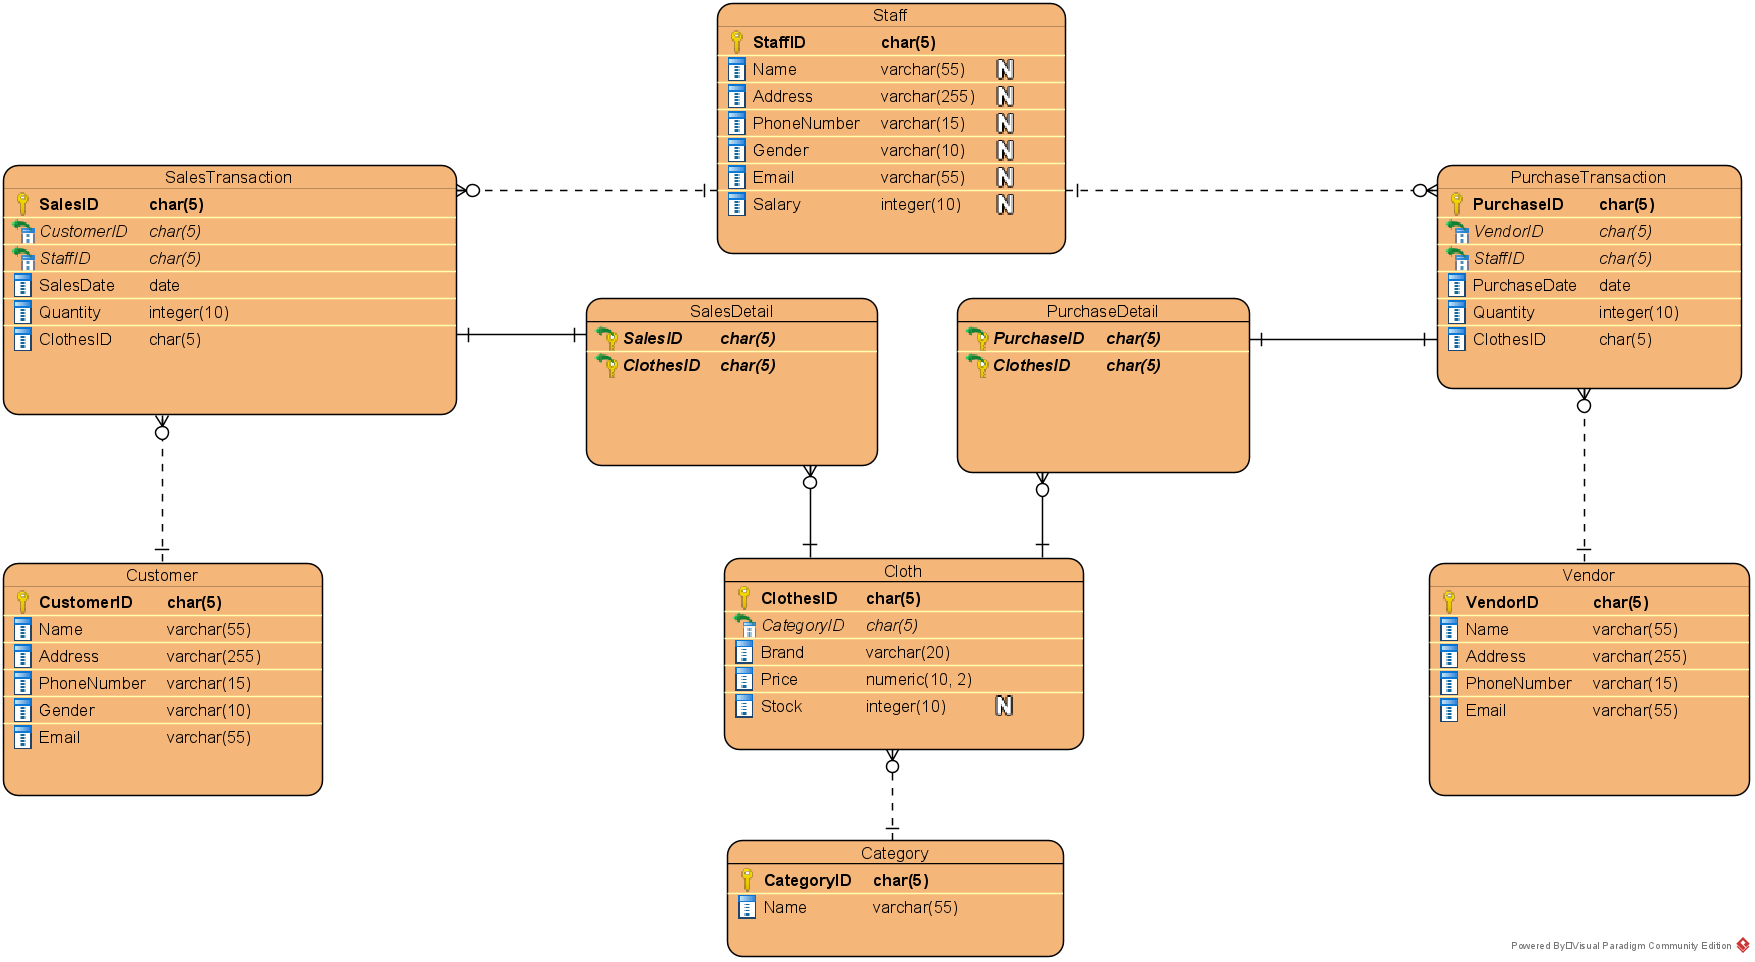 Staff
StaffID char(5)
Name varchar(55) N
Address varchar(255) N
PhoneNumber varchar(15) N
Gender varchar(10) N
Email varchar(55) N
Salary integer(10) N
SalesTransaction
SalesID char(5)
CustomerID char(5)
StaffID char(5)
SalesDate date
Quantity integer(10)
ClothesID char(5)
PurchaseTransaction
PurchaseID char(5)
VendorID char(5)
StaffID char(5)
PurchaseDate date
Quantity integer(10)
ClothesID char(5)
SalesDetail
SalesID char(5)
ClothesID char(5)
PurchaseDetail
PurchaseID char(5)
ClothesID char(5)
Customer
CustomerID char(5)
Name varchar(55)
Address varchar(255)
PhoneNumber varchar(15)
Gender varchar(10)
Email varchar(55)
Cloth
ClothesID char(5)
CategoryID char(5)
Brand varchar(20)
Price numeric(10, 2)
Stock integer(10) N
Vendor
VendorID char(5)
Name varchar(55)
Address varchar(255)
PhoneNumber varchar(15)
Email varchar(55)
Category
CategoryID char(5)
Name varchar(55)
Powered By□Visual Paradigm Community Edition